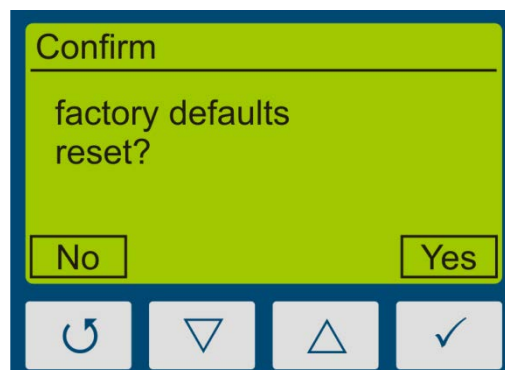 Confirm
factory defaults
reset?
No
Yes